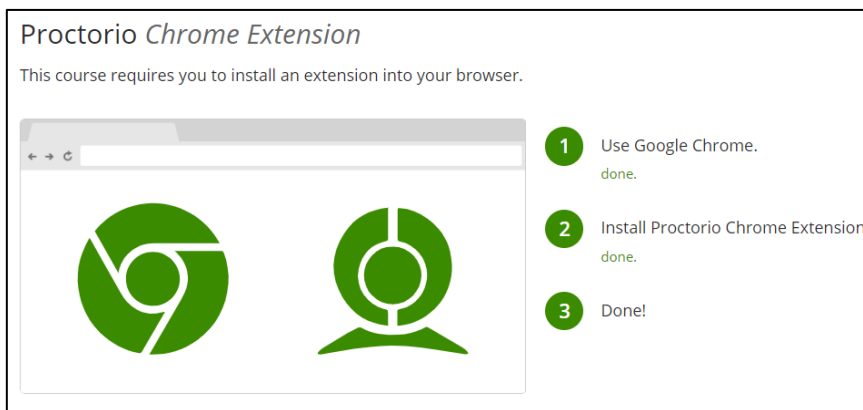 Proctorio Chrome Extension
This course requires you to install an extension into your browser.
1 Use Google Chrome.
done.
2 Install Proctorio Chrome Extension
done.
3 Done!